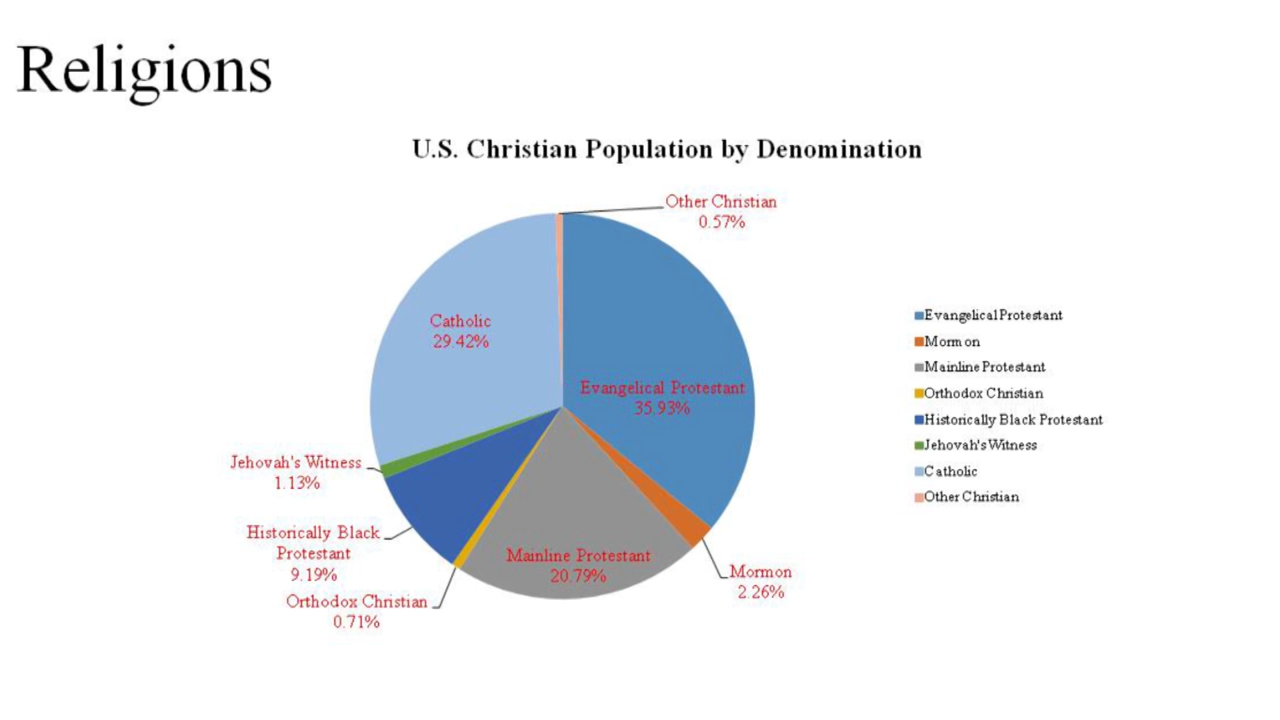 Religions
U.S. Christian Population by Denomination
Other Christian
0.57%
Catholic
29.42%
Evangelical Protestant
35.93%
Jehovah's Witness
1.13%
Historically Black
Protestant
9.19%
Mainline Protestant
20.79%
Orthodox Christian
0.71%
Mormon
2.26%
Evangelical Protestant
Mormon
Mainline Protestant
Orthodox Christian
Historically Black Protestant
Jehovah's Witness
Catholic
Other Christian